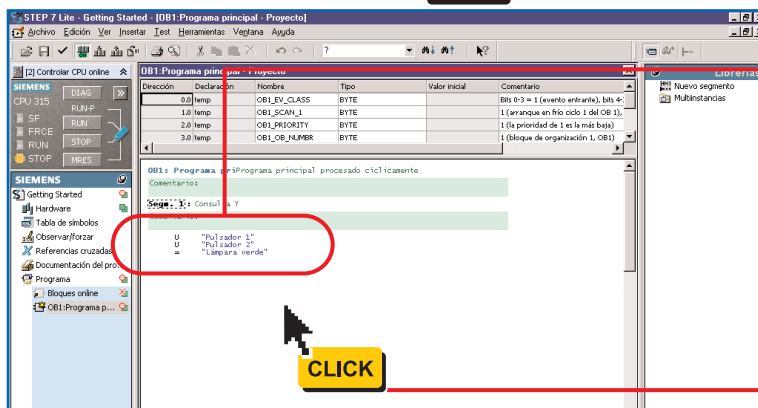 STEP 7 Lite - Getting Started - [OB1:Programa principal - Proyecto]
Archivo Edición Ver Insertar Test Herramientas Ventana Ayuda
?
[2] Controlar CPU online
SIEMENS
CPU 315
DIAG
RUN-P
SF
RUN
FRCE
RUN
STOP
STOP
MRES
SIEMENS
Getting Started
Hardware
Tabla de símbolos
Observar/forzar
Referencias cruzadas
Documentación del pro...
Programa
Bloques online
OB1:Programa p...
OB1:Programa principal - Proyecto
Dirección Declaración Nombre Tipo Valor inicial Comentario
0.0 temp OB1_EV_CLASS BYTE Bits 0-3 = 1 (evento entrante), bits 4-
1.0 temp OB1_SCAN_1 BYTE 1 (arranque en frío ciclo 1 del OB 1),
2.0 temp OB1_PRIORITY BYTE 1 (la prioridad de 1 es la más baja)
3.0 temp OB1_OB_NUMBR BYTE 1 (bloque de organización 1, OB1)
OB1: Programa priPrograma principal procesado cíclicamente
Comentario:
Segm. 1: Consulta Y
U "Pulsador 1"
U "Pulsador 2"
= "Lámpara verde"
CLICK
Librerías
Nuevo segmento
Multinstancias